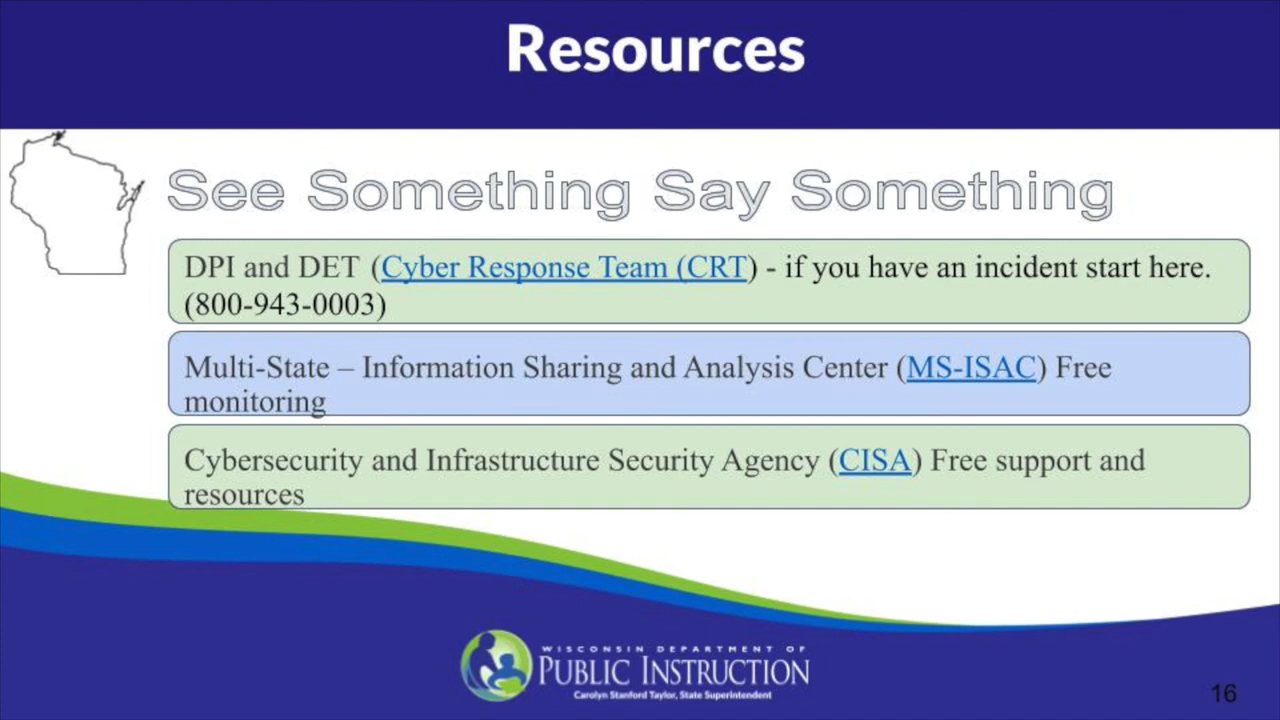 Resources
See Something Say Something
DPI and DET (Cyber Response Team (CRT) - if you have an incident start here.
(800-943-0003)
Multi-State – Information Sharing and Analysis Center (MS-ISAC) Free
monitoring
Cybersecurity and Infrastructure Security Agency (CISA) Free support and
resources
WISCONSIN DEPARTMENT OF
PUBLIC INSTRUCTION
Carolyn Stanford Taylor, State Superintendent
16